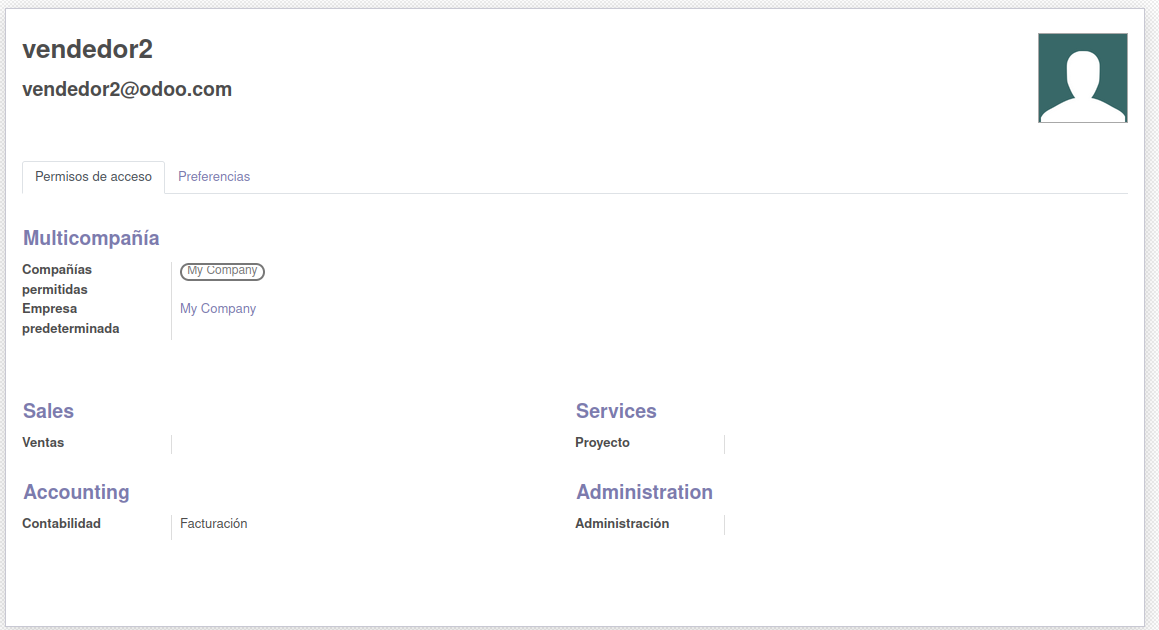 vendedor2
vendedor2@odoo.com
Permisos de acceso Preferencias
Multicompañía
Compañías permitidas My Company
Empresa predeterminada My Company
Sales Services
Ventas Proyecto
Accounting Administration
Contabilidad Facturación Administración